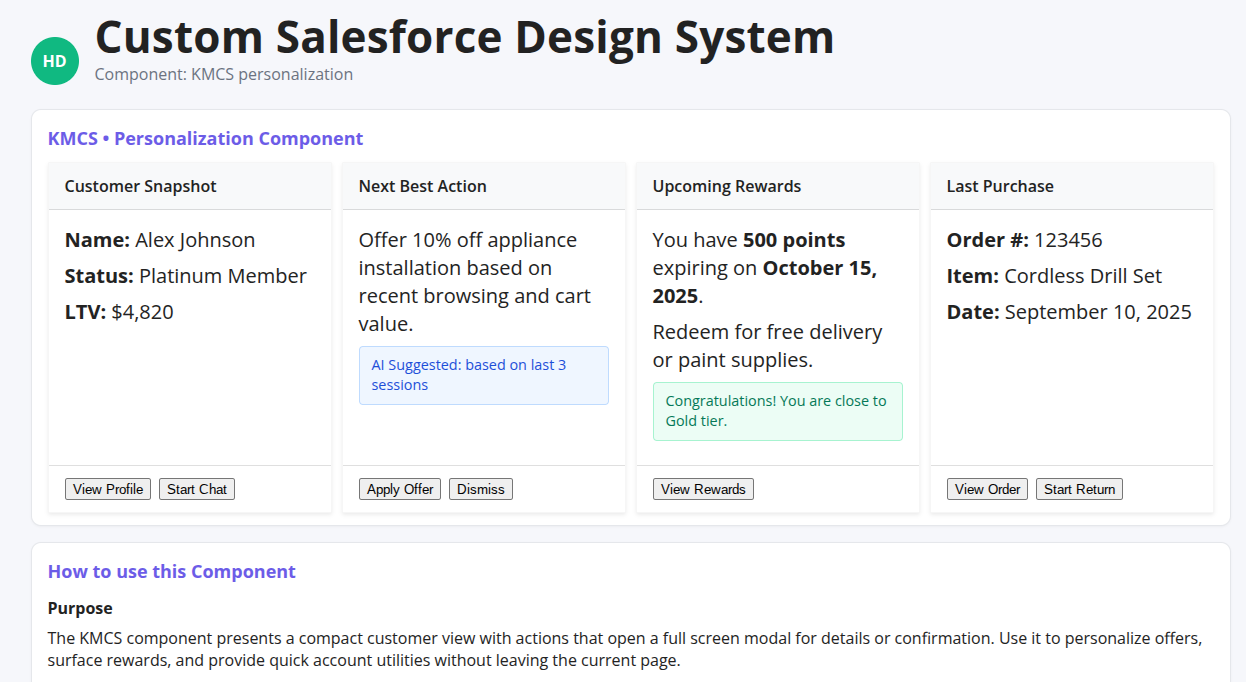 HD
Custom Salesforce Design System
Component: KMCS personalization
KMCS • Personalization Component
Customer Snapshot
Name: Alex Johnson
Status: Platinum Member
LTV: $4,820
View Profile
Start Chat
Next Best Action
Offer 10% off appliance
installation based on
recent browsing and cart
value.
AI Suggested: based on last 3
sessions
Apply Offer
Dismiss
Upcoming Rewards
You have 500 points
expiring on October 15,
2025.
Redeem for free delivery
or paint supplies.
Congratulations! You are close to
Gold tier.
View Rewards
Last Purchase
Order #: 123456
Item: Cordless Drill Set
Date: September 10, 2025
View Order
Start Return
How to use this Component
Purpose
The KMCS component presents a compact customer view with actions that open a full screen modal for details or confirmation. Use it to personalize offers,
surface rewards, and provide quick account utilities without leaving the current page.